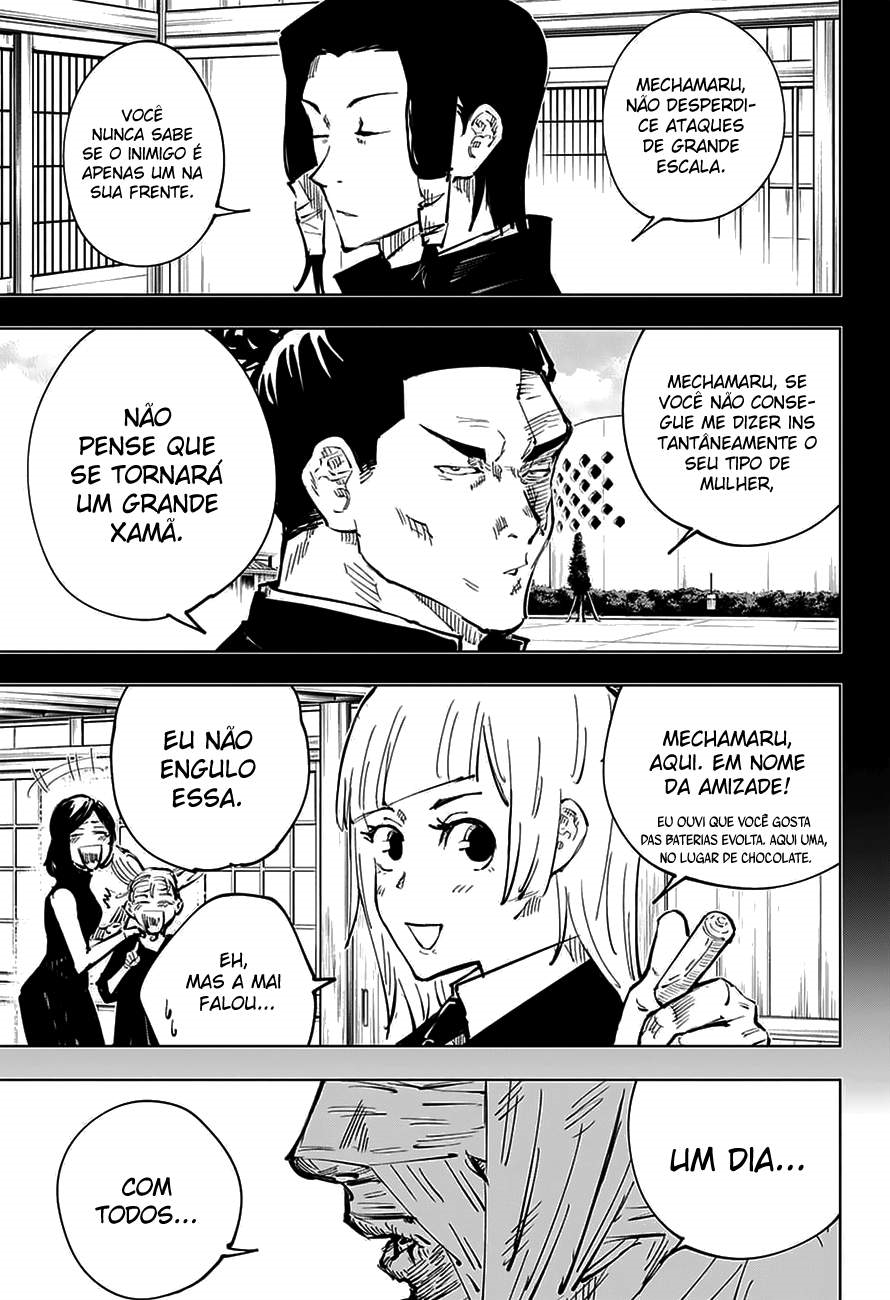 MECHAMARU,
NÃO DESPERDI-
CE ATAQUES
DE GRANDE
ESCALA.
VOCÊ
NUNCA SABE
SE O INIMIGO É
APENAS UM NA
SUA FRENTE.
MECHAMARU, SE
VOCÊ NÃO CONSE-
GUE ME DIZER INS
TANTÂNEAMENTE O
SEU TIPO DE
MULHER,
NÃO
PENSE QUE
SE TORNARÁ
UM GRANDE
XAMÃ.
MECHAMARU,
AQUI. EM NOME
DA AMIZADE!
EU OUVI QUE VOCÊ GOSTA
DAS BATERIAS EVOLTA. AQUI UMA,
NO LUGAR DE CHOCOLATE.
EU NÃO
ENGULO
ESSA.
EH,
MAS A MAI
FALOU...
UM DIA...
COM
TODOS...